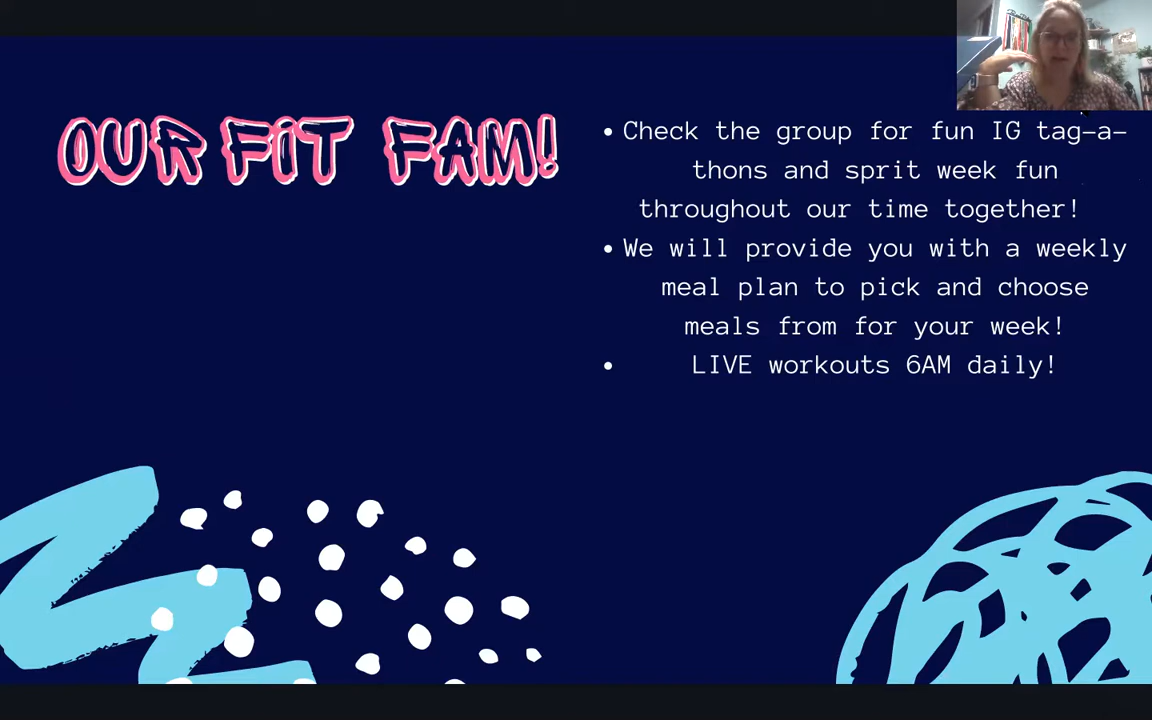 OUR FiT FAM!
• Check the group for fun IG tag-a-
thons and sprit week fun
throughout our time together!
• We will provide you with a weekly
meal plan to pick and choose
meals from for your week!
• LIVE workouts 6AM daily!